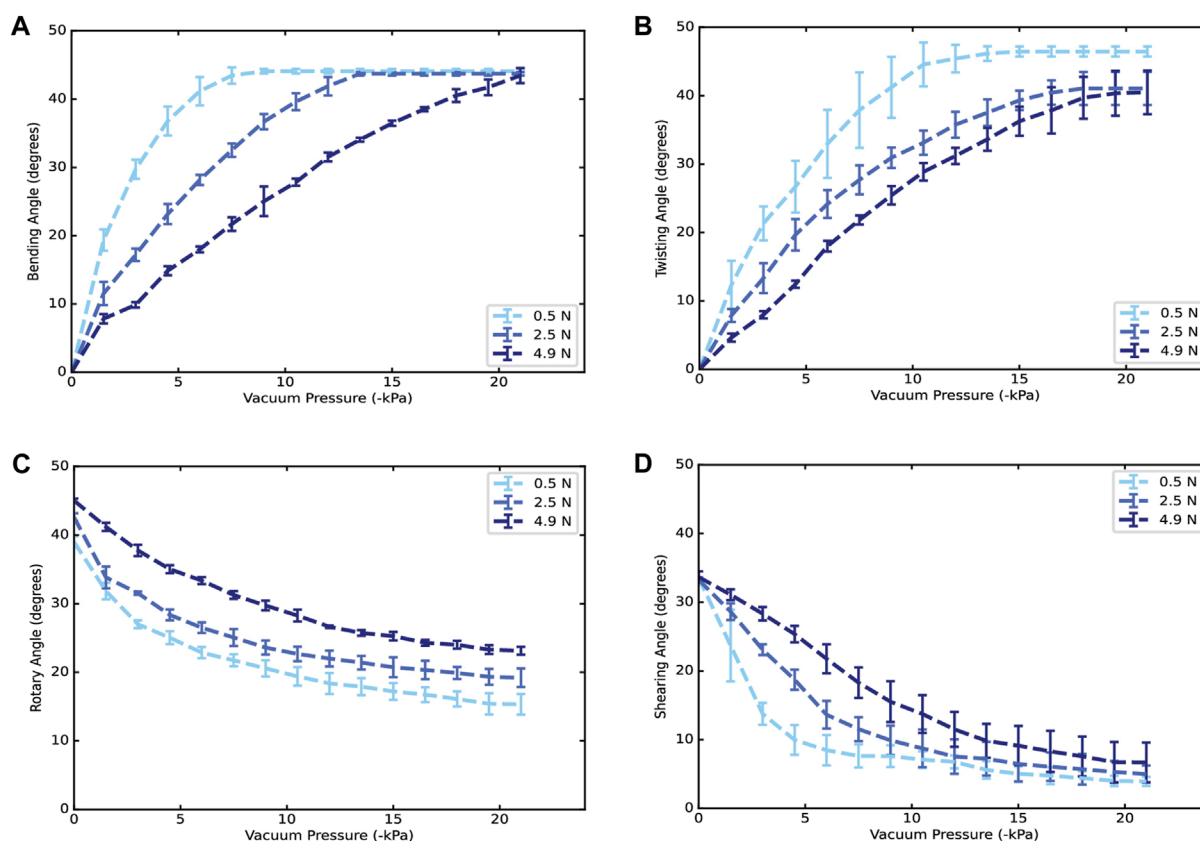 A
50
40
30
20
10
0
Bending Angle (degrees)
0.5 N
2.5 N
4.9 N
0 5 10 15 20
Vacuum Pressure (-kPa)
B
50
40
30
20
10
0
Twisting Angle (degrees)
0.5 N
2.5 N
4.9 N
0 5 10 15 20
Vacuum Pressure (-kPa)
C
50
40
30
20
10
0
Rotary Angle (degrees)
0.5 N
2.5 N
4.9 N
0 5 10 15 20
Vacuum Pressure (-kPa)
D
50
40
30
20
10
0
Shearing Angle (degrees)
0.5 N
2.5 N
4.9 N
0 5 10 15 20
Vacuum Pressure (-kPa)